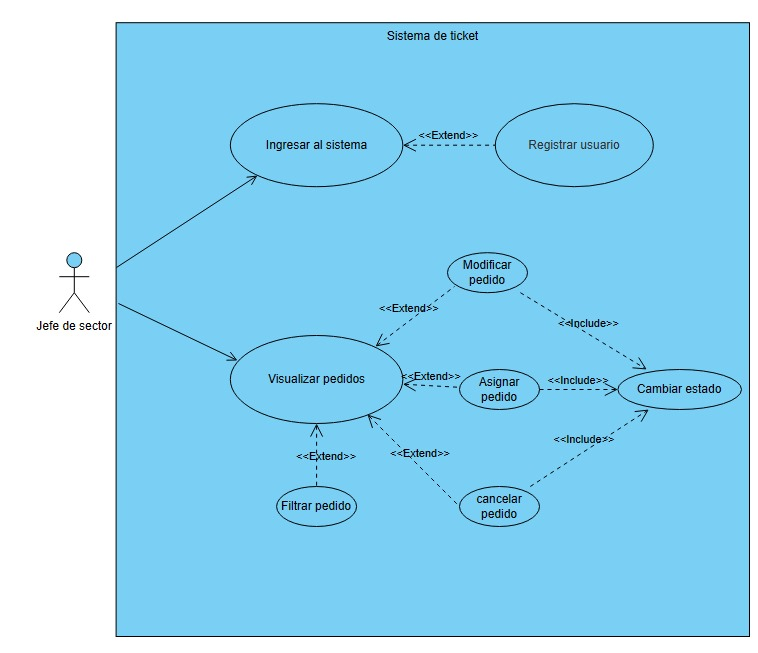 Sistema de ticket
Ingresar al sistema
<<Extend>>
Registrar usuario
Jefe de sector
Modificar
pedido
<<Extend>>
<<Include>>
Visualizar pedidos
<<Extend>>
Asignar
pedido
<<Include>>
Cambiar estado
<<Extend>>
<<Extend>>
<<Include>>
Filtrar pedido
cancelar
pedido